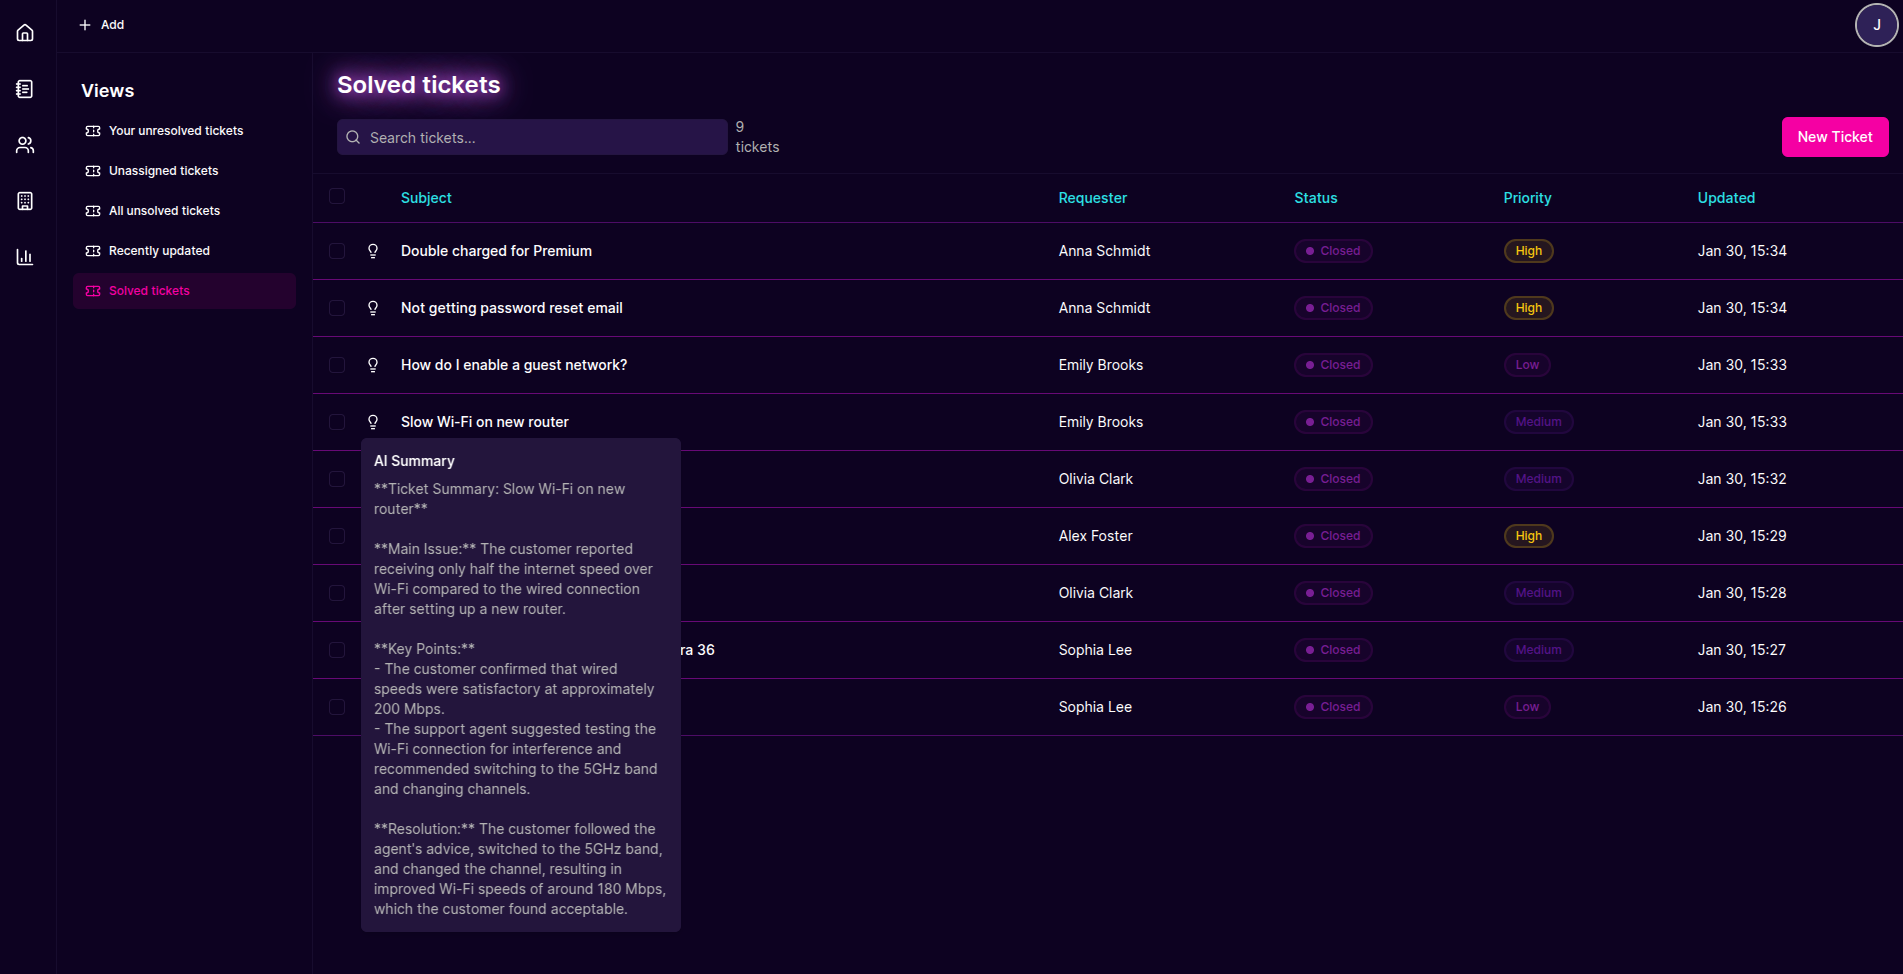 Add
J
Views
Your unresolved tickets
Unassigned tickets
All unsolved tickets
Recently updated
Solved tickets
Solved tickets
Search tickets...
9
tickets
New Ticket
Subject Requester Status Priority Updated
Double charged for Premium Anna Schmidt Closed High Jan 30, 15:34
Not getting password reset email Anna Schmidt Closed High Jan 30, 15:34
How do I enable a guest network? Emily Brooks Closed Low Jan 30, 15:33
Slow Wi-Fi on new router Emily Brooks Closed Medium Jan 30, 15:33
Olivia Clark Closed Medium Jan 30, 15:32
Alex Foster Closed High Jan 30, 15:29
Olivia Clark Closed Medium Jan 30, 15:28
ra 36 Sophia Lee Closed Medium Jan 30, 15:27
Sophia Lee Closed Low Jan 30, 15:26
AI Summary
**Ticket Summary: Slow Wi-Fi on new
router**
**Main Issue:** The customer reported
receiving only half the internet speed over
Wi-Fi compared to the wired connection
after setting up a new router.
**Key Points:**
- The customer confirmed that wired
speeds were satisfactory at approximately
200 Mbps.
- The support agent suggested testing the
Wi-Fi connection for interference and
recommended switching to the 5GHz band
and changing channels.
**Resolution:** The customer followed the
agent's advice, switched to the 5GHz band,
and changed the channel, resulting in
improved Wi-Fi speeds of around 180 Mbps,
which the customer found acceptable.